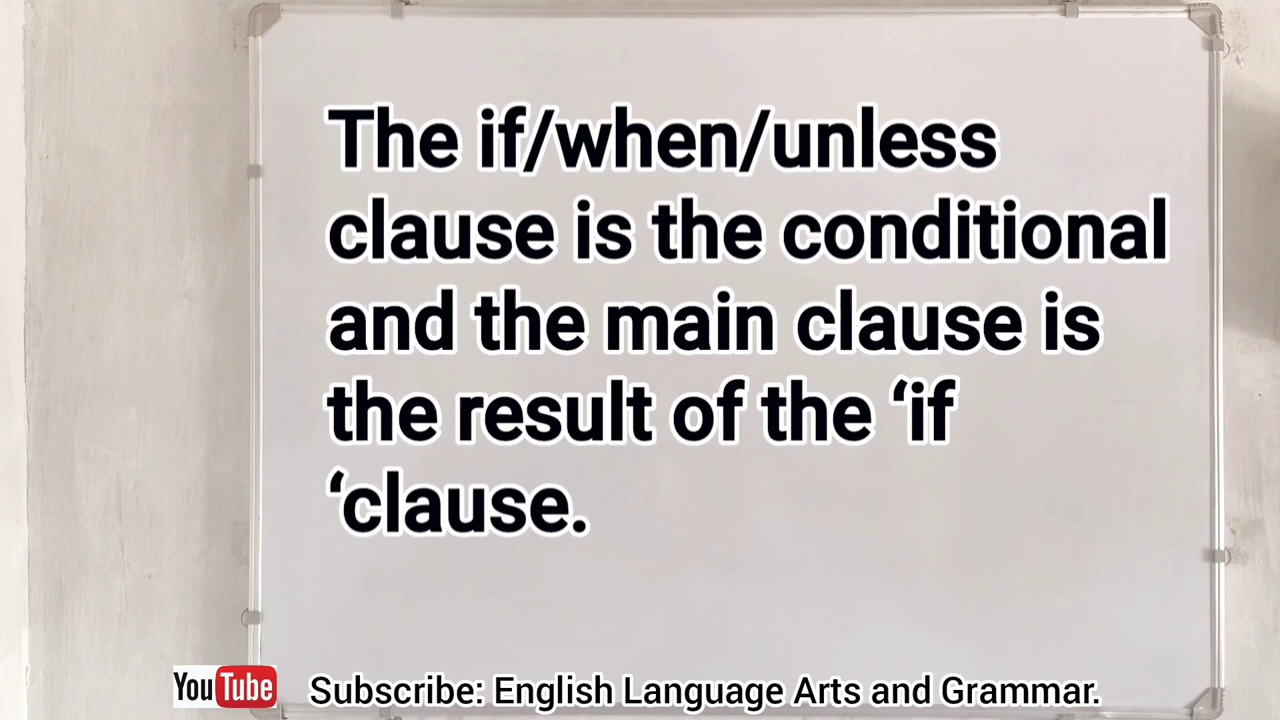 The if/when/unless
clause is the conditional
and the main clause is
the result of the ‘if
‘clause.
YouTube Subscribe: English Language Arts and Grammar.